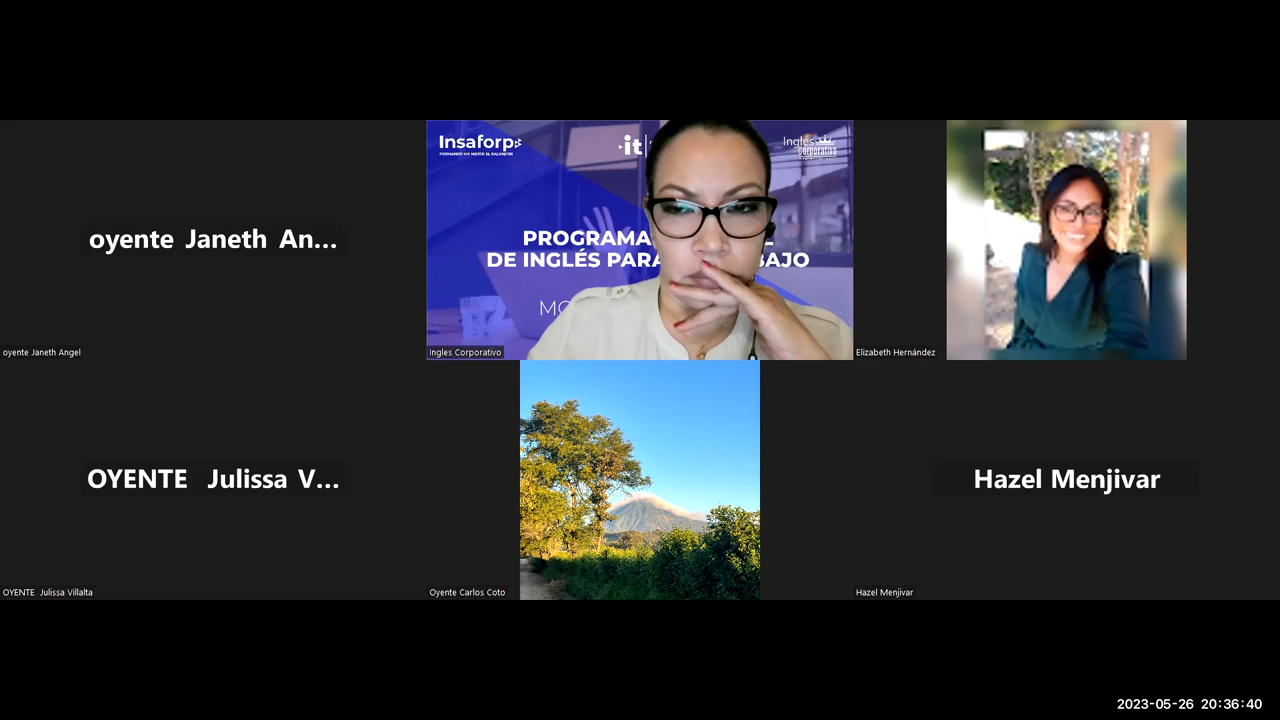 oyente Janeth An...
oyente Janeth Angel
Insaforp
FORMANDO UN MEJOR EL SALVADOR
it
Inglés
corporativo
PROGRAMA
DE INGLÉS PARA
BAJO
Ingles Corporativo
Elizabeth Hernández
OYENTE Julissa V...
OYENTE Julissa Villalta
Oyente Carlos Coto
Hazel Menjivar
Hazel Menjivar
2023-05-26 20:36:40